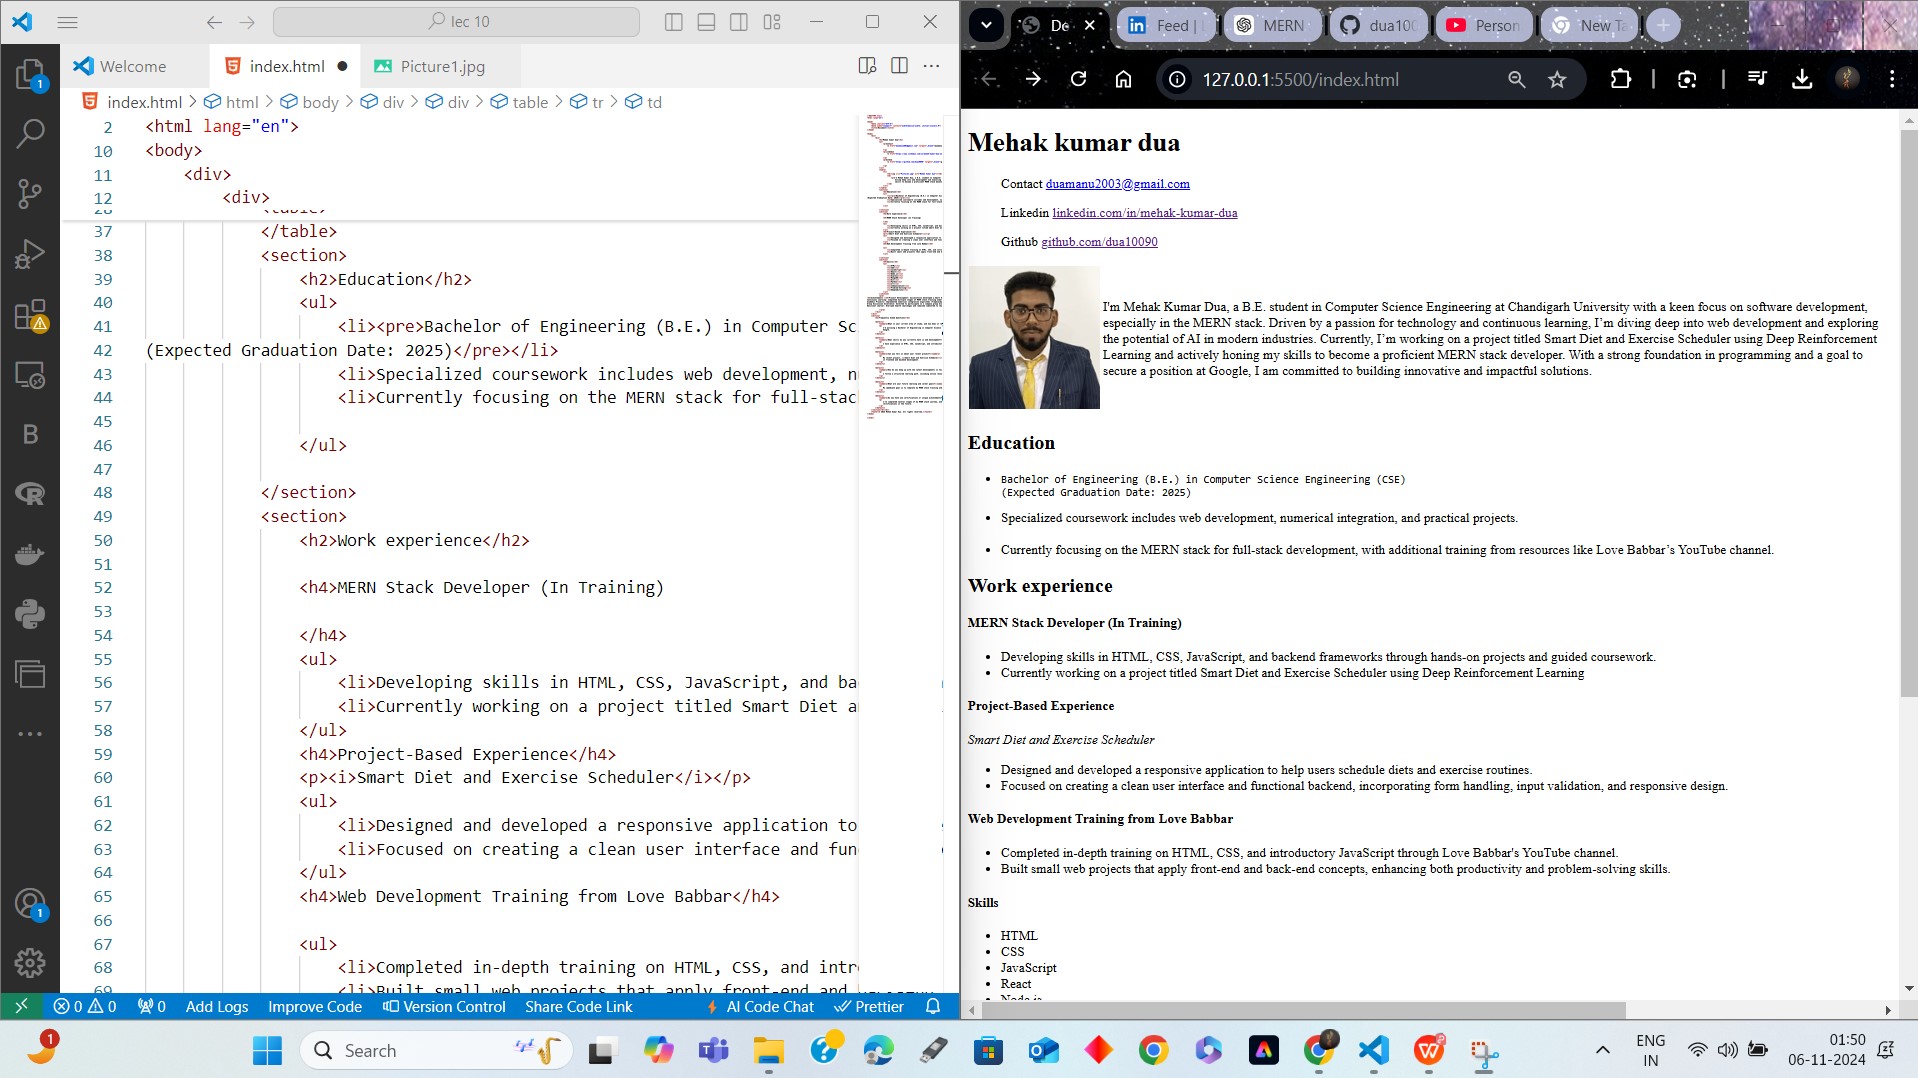 lec 10
Welcome
index.html
Picture1.jpg
index.html > html > body > div > div > table > tr > td
2 <html lang="en">
10 <body>
11 <div>
12 <div>
37 </table>
38 <section>
39 <h2>Education</h2>
40 <ul>
41 <li><pre>Bachelor of Engineering (B.E.) in Computer Sc
42 (Expected Graduation Date: 2025)</pre></li>
43 <li>Specialized coursework includes web development, n
44 <li>Currently focusing on the MERN stack for full-stac
45
46 </ul>
47
48 </section>
49 <section>
50 <h2>Work experience</h2>
51
52 <h4>MERN Stack Developer (In Training)
53
54 </h4>
55 <ul>
56 <li>Developing skills in HTML, CSS, JavaScript, and ba
57 <li>Currently working on a project titled Smart Diet a
58 </ul>
59 <h4>Project-Based Experience</h4>
60 <p><i>Smart Diet and Exercise Scheduler</i></p>
61 <ul>
62 <li>Designed and developed a responsive application to
63 <li>Focused on creating a clean user interface and fun
64 </ul>
65 <h4>Web Development Training from Love Babbar</h4>
66
67 <ul>
68 <li>Completed in-depth training on HTML, CSS, and intr
69 <li>Built small web projects that apply front-end and
0 0 0 Add Logs Improve Code Version Control Share Code Link AI Code Chat Prettier
De
Feed |
MERN
dua100
Person
New Ta
127.0.0.1:5500/index.html
Mehak kumar dua
Contact duamanu2003@gmail.com
Linkedin linkedin.com/in/mehak-kumar-dua
Github github.com/dua10090
I'm Mehak Kumar Dua, a B.E. student in Computer Science Engineering at Chandigarh University with a keen focus on software development,
especially in the MERN stack. Driven by a passion for technology and continuous learning, I’m diving deep into web development and exploring
the potential of AI in modern industries. Currently, I’m working on a project titled Smart Diet and Exercise Scheduler using Deep Reinforcement
Learning and actively honing my skills to become a proficient MERN stack developer. With a strong foundation in programming and a goal to
secure a position at Google, I am committed to building innovative and impactful solutions.
Education
• Bachelor of Engineering (B.E.) in Computer Science Engineering (CSE)
(Expected Graduation Date: 2025)
• Specialized coursework includes web development, numerical integration, and practical projects.
• Currently focusing on the MERN stack for full-stack development, with additional training from resources like Love Babbar’s YouTube channel.
Work experience
MERN Stack Developer (In Training)
• Developing skills in HTML, CSS, JavaScript, and backend frameworks through hands-on projects and guided coursework.
• Currently working on a project titled Smart Diet and Exercise Scheduler using Deep Reinforcement Learning
Project-Based Experience
Smart Diet and Exercise Scheduler
• Designed and developed a responsive application to help users schedule diets and exercise routines.
• Focused on creating a clean user interface and functional backend, incorporating form handling, input validation, and responsive design.
Web Development Training from Love Babbar
• Completed in-depth training on HTML, CSS, and introductory JavaScript through Love Babbar's YouTube channel.
• Built small web projects that apply front-end and back-end concepts, enhancing both productivity and problem-solving skills.
Skills
• HTML
• CSS
• JavaScript
• React
1
Search
ENG
IN
01:50
06-11-2024